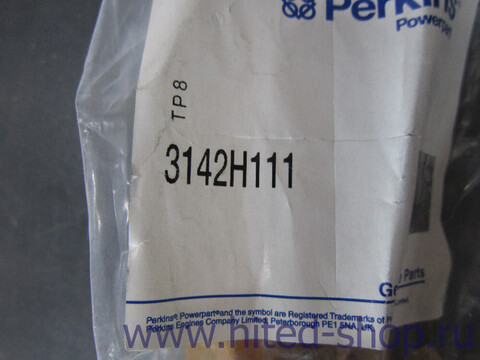 Perkins
Powerpart
TP8
3142H111
Parts
Perkins® Powerpart and the symbol are Registered Trademarks of
Perkins Engines Company Limited, Peterborough PE1 5NA, UK
www.hited-shop.ru